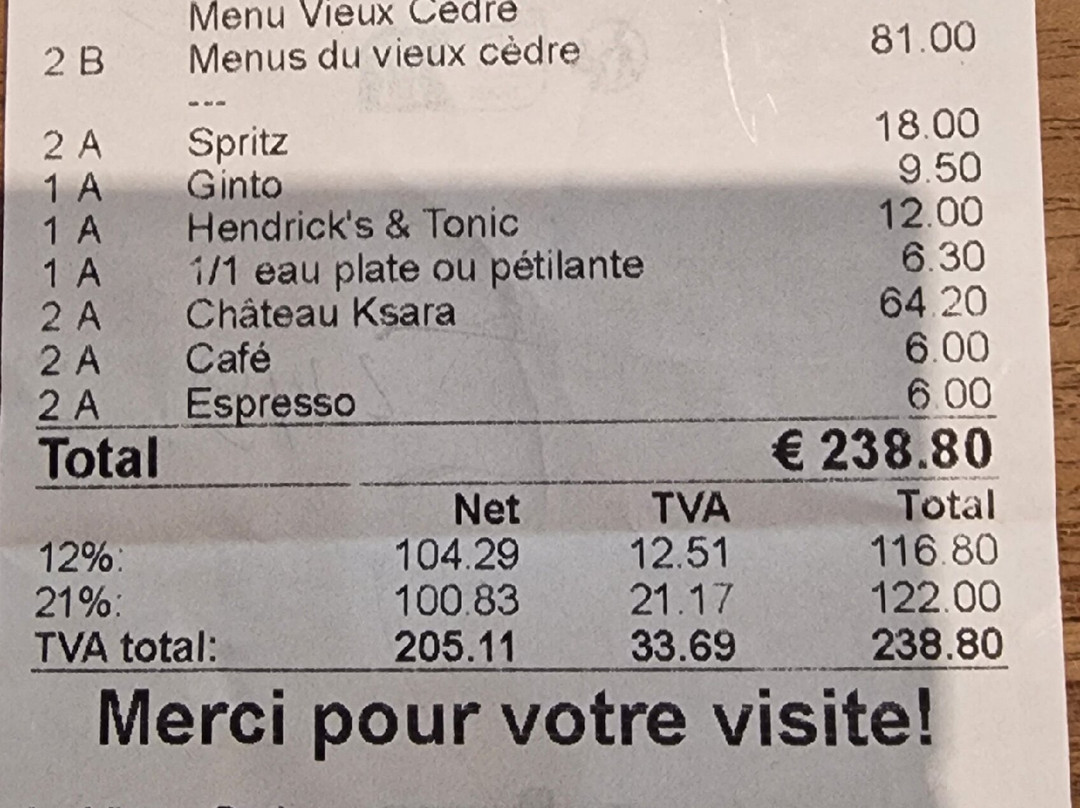 Menu Vieux Cèdre
2 B Menus du vieux cèdre 81.00
---
2 A Spritz 18.00
1 A Ginto 9.50
1 A Hendrick's & Tonic 12.00
1 A 1/1 eau plate ou pétilante 6.30
2 A Château Ksara 64.20
2 A Café 6.00
2 A Espresso 6.00
Total € 238.80
Net TVA Total
12%: 104.29 12.51 116.80
21%: 100.83 21.17 122.00
TVA total: 205.11 33.69 238.80
Merci pour votre visite!